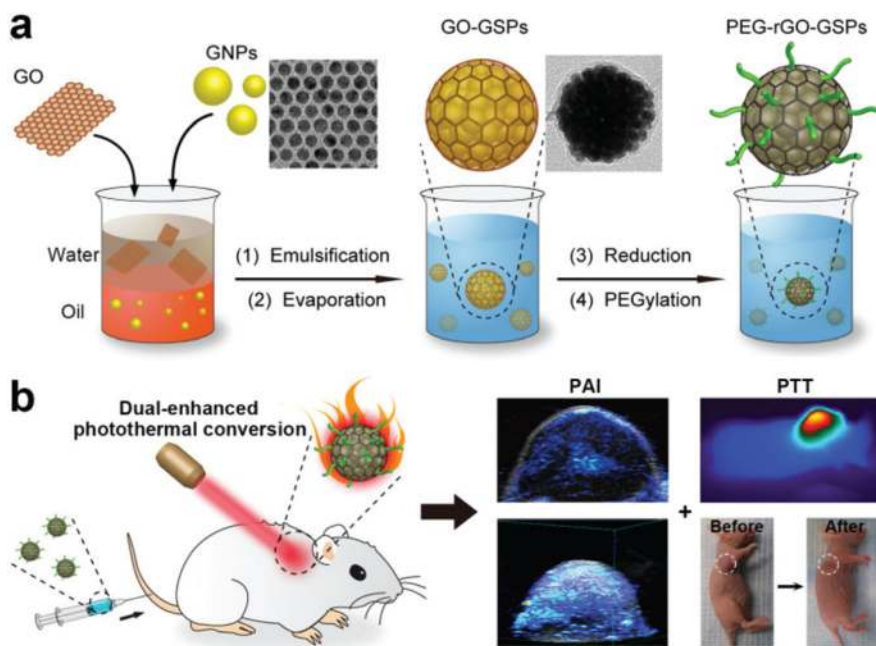 a
GO
GNPs
GO-GSPs
PEG-rGO-GSPs
Water
Oil
(1) Emulsification
(2) Evaporation
(3) Reduction
(4) PEGylation
b
Dual-enhanced
photothermal conversion
PAI
PTT
+
Before
After